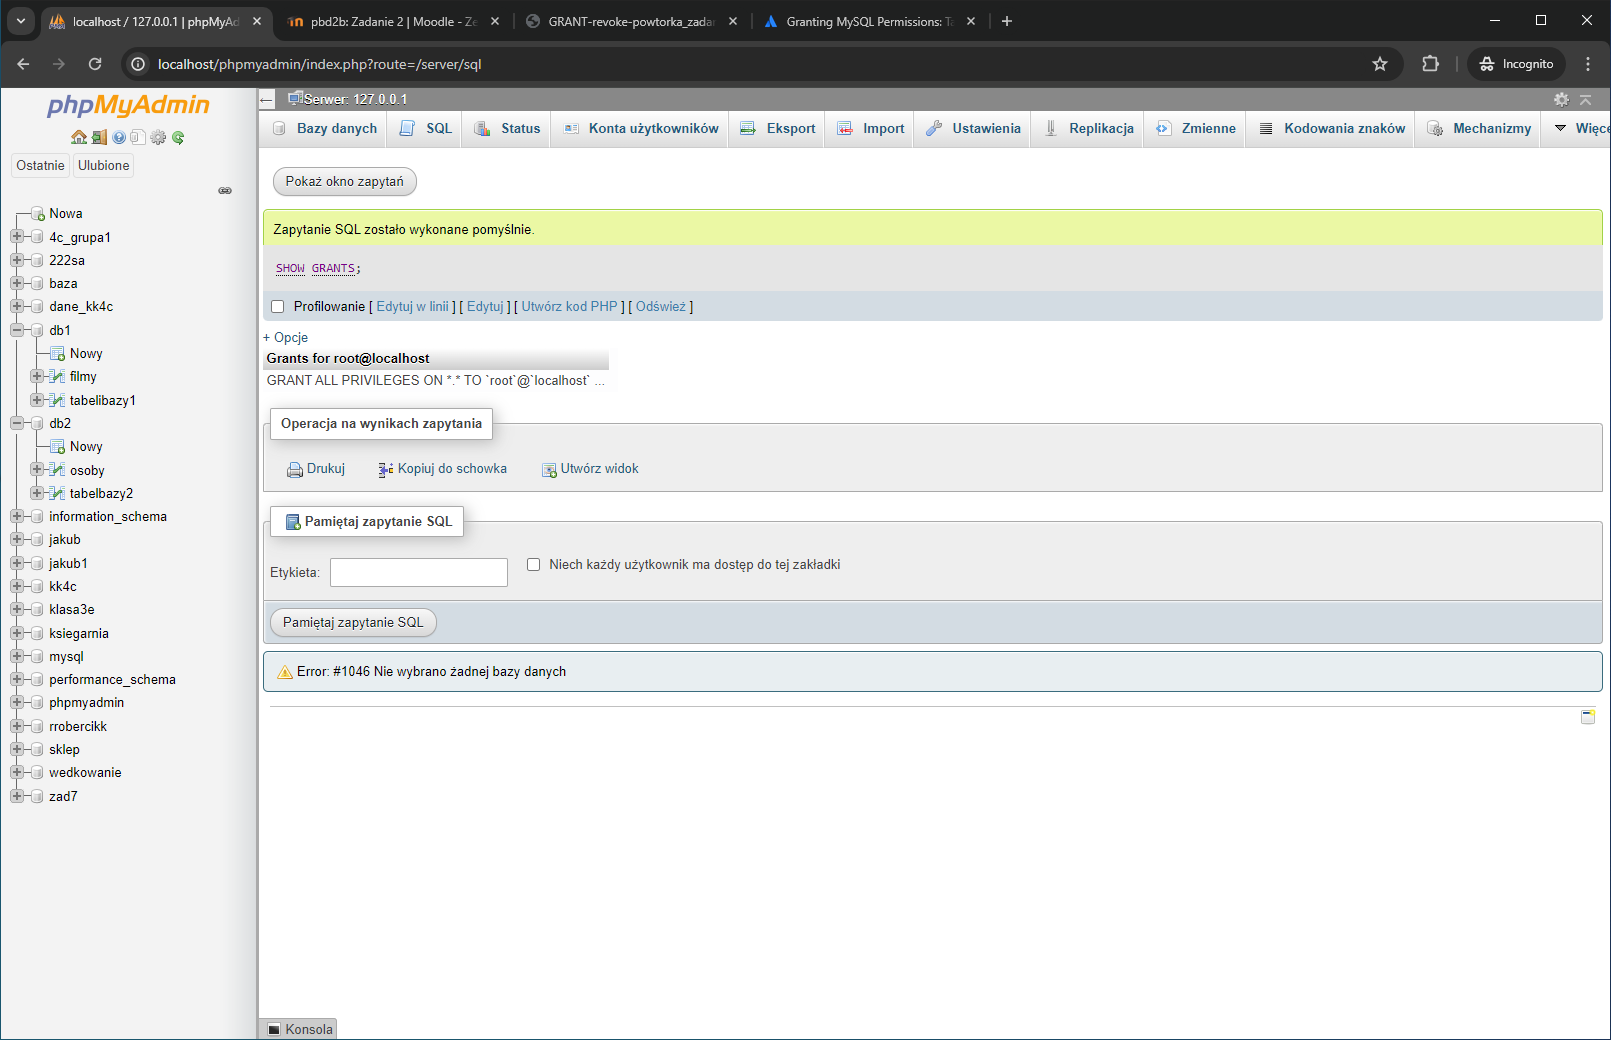 localhost / 127.0.0.1 | phpMyAd
pbd2b: Zadanie 2 | Moodle - Ze
GRANT-revoke-powtorka_zadan
Granting MySQL Permissions: Ta
localhost/phpmyadmin/index.php?route=/server/sql
Incognito
phpMyAdmin
Ostatnie
Ulubione
Nowa
4c_grupa1
222sa
baza
dane_kk4c
db1
Nowy
filmy
tabelibazy1
db2
Nowy
osoby
tabelbazy2
information_schema
jakub
jakub1
kk4c
klasa3e
ksiegarnia
mysql
performance_schema
phpmyadmin
rrobercikk
sklep
wedkowanie
zad7
Serwer: 127.0.0.1
Bazy danych
SQL
Status
Konta użytkowników
Eksport
Import
Ustawienia
Replikacja
Zmienne
Kodowania znaków
Mechanizmy
Więce
Pokaż okno zapytań
Zapytanie SQL zostało wykonane pomyślnie.
SHOW GRANTS;
Profilowanie [ Edytuj w linii ] [ Edytuj ] [ Utwórz kod PHP ] [ Odśwież ]
+ Opcje
Grants for root@localhost
GRANT ALL PRIVILEGES ON *.* TO `root`@`localhost` ...
Operacja na wynikach zapytania
Drukuj
Kopiuj do schowka
Utwórz widok
Pamiętaj zapytanie SQL
Etykieta:
Niech każdy użytkownik ma dostęp do tej zakładki
Pamiętaj zapytanie SQL
Error: #1046 Nie wybrano żadnej bazy danych
Konsola